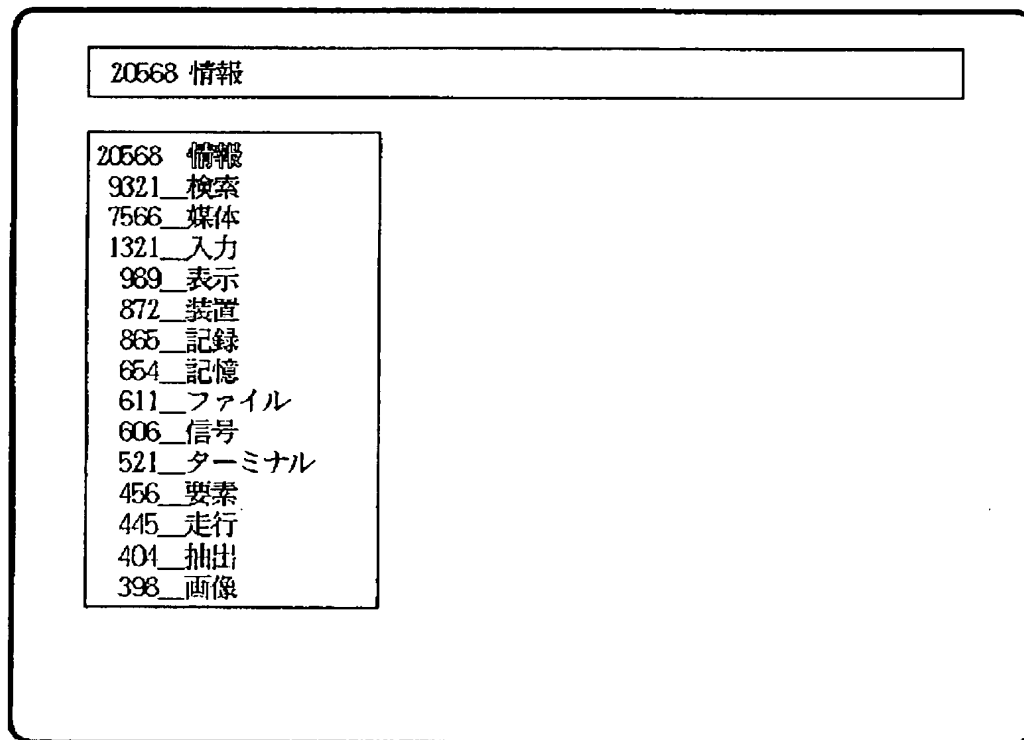 20568 情報
20568 情報
9321__検索
7566__媒体
1321__入力
989__表示
872__装置
865__記録
654__記憶
611__ファイル
606__信号
521__ターミナル
456__要素
445__走行
404__抽出
398__画像